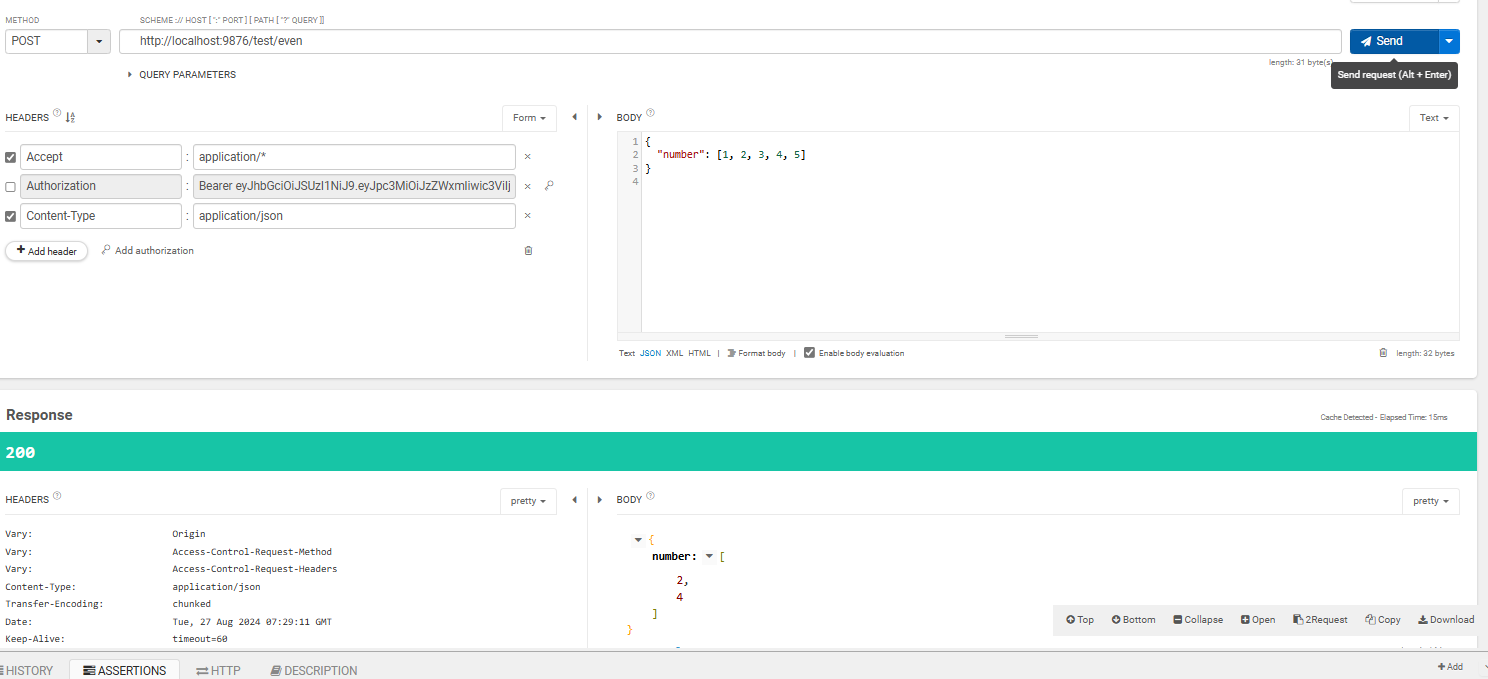 METHOD
SCHEME :// HOST [ ":" PORT ] [ PATH [ "?" QUERY ]]
POST
http://localhost:9876/test/even
Send
length: 31 byte(s)
Send request (Alt + Enter)
QUERY PARAMETERS
HEADERS
Form
BODY
Text
Accept : application/*
Authorization : Bearer eyJhbGciOiJSUzI1NiJ9.eyJpc3MiOiJzZWxmIiwic3ViIj
Content-Type : application/json
Add header
Add authorization
1 {
2 "number": [1, 2, 3, 4, 5]
3 }
4
Text JSON XML HTML | Format body | Enable body evaluation
length: 32 bytes
Response
Cache Detected - Elapsed Time: 15ms
200
HEADERS
pretty
BODY
pretty
Vary: Origin
Vary: Access-Control-Request-Method
Vary: Access-Control-Request-Headers
Content-Type: application/json
Transfer-Encoding: chunked
Date: Tue, 27 Aug 2024 07:29:11 GMT
Keep-Alive: timeout=60
{
number: [
2,
4
]
}
Top Bottom Collapse Open 2Request Copy Download
HISTORY ASSERTIONS HTTP DESCRIPTION
Add